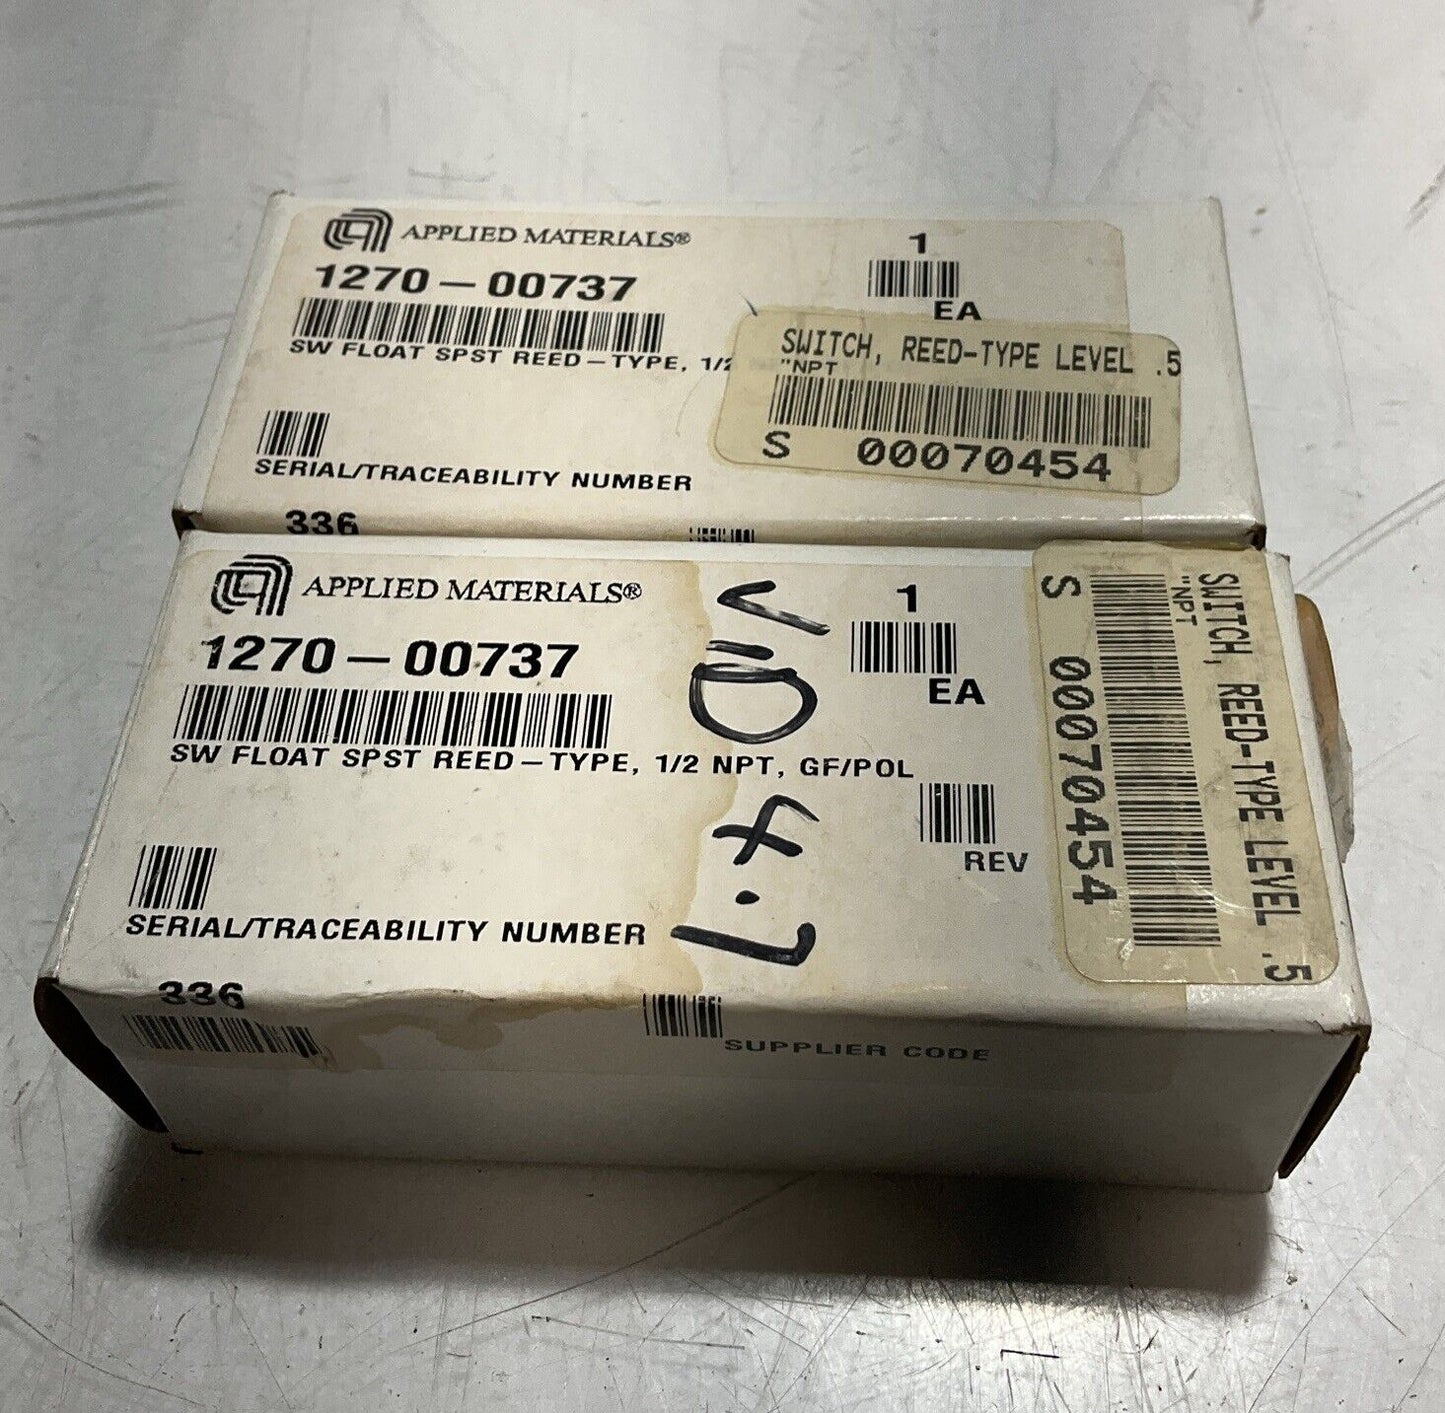 APPLIED MATERIALS®
1270-00737
1
EA
SW FLOAT SPST REED-TYPE, 1/2
SWITCH, REED-TYPE LEVEL .5
"NPT
S 00070454
SERIAL/TRACEABILITY NUMBER
336
APPLIED MATERIALS®
1270-00737
1
EA
SW FLOAT SPST REED-TYPE, 1/2 NPT, GF/POL
REV
SERIAL/TRACEABILITY NUMBER
336
SUPPLIER CODE
SWITCH, REED-TYPE LEVEL .5
"NPT
S 00070454